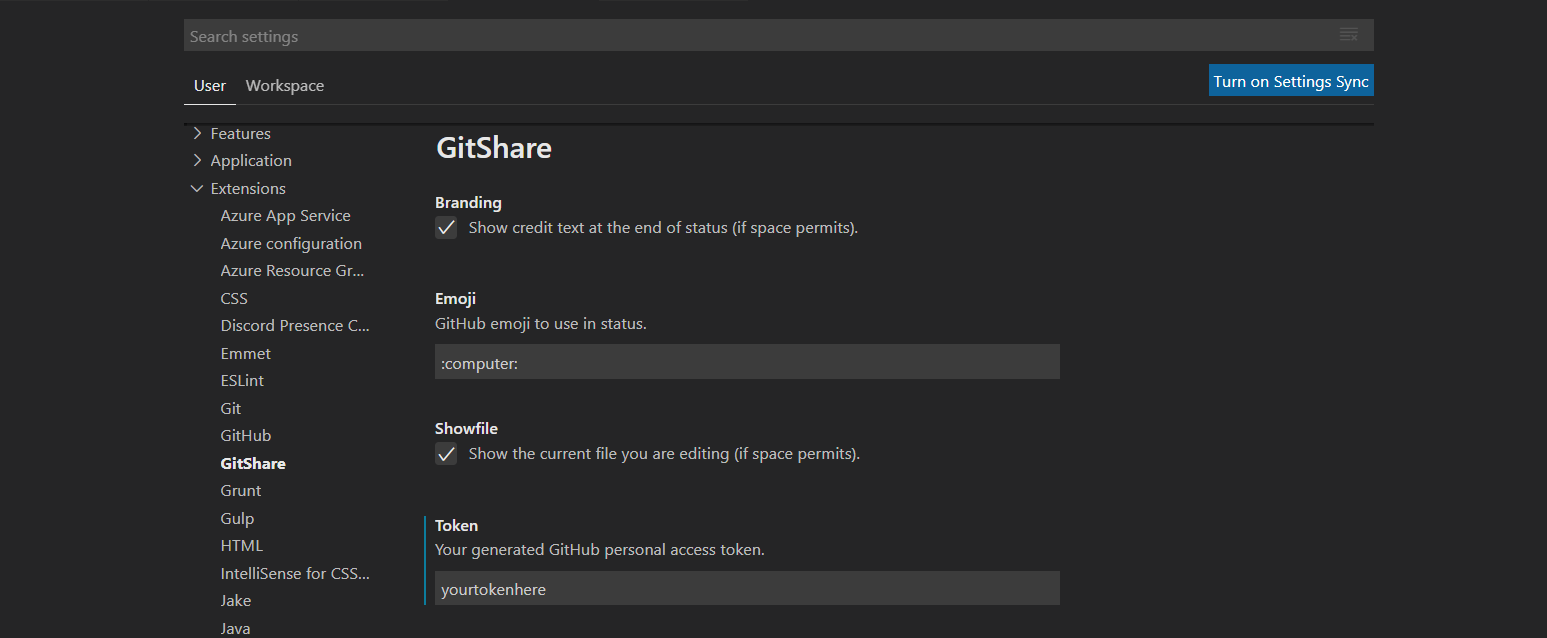 Search settings
User Workspace
Turn on Settings Sync
Features
Application
Extensions
Azure App Service
Azure configuration
Azure Resource Gr...
CSS
Discord Presence C...
Emmet
ESLint
Git
GitHub
GitShare
Grunt
Gulp
HTML
IntelliSense for CSS...
Jake
Java
GitShare
Branding
Show credit text at the end of status (if space permits).
Emoji
GitHub emoji to use in status.
:computer:
Showfile
Show the current file you are editing (if space permits).
Token
Your generated GitHub personal access token.
yourtokenhere